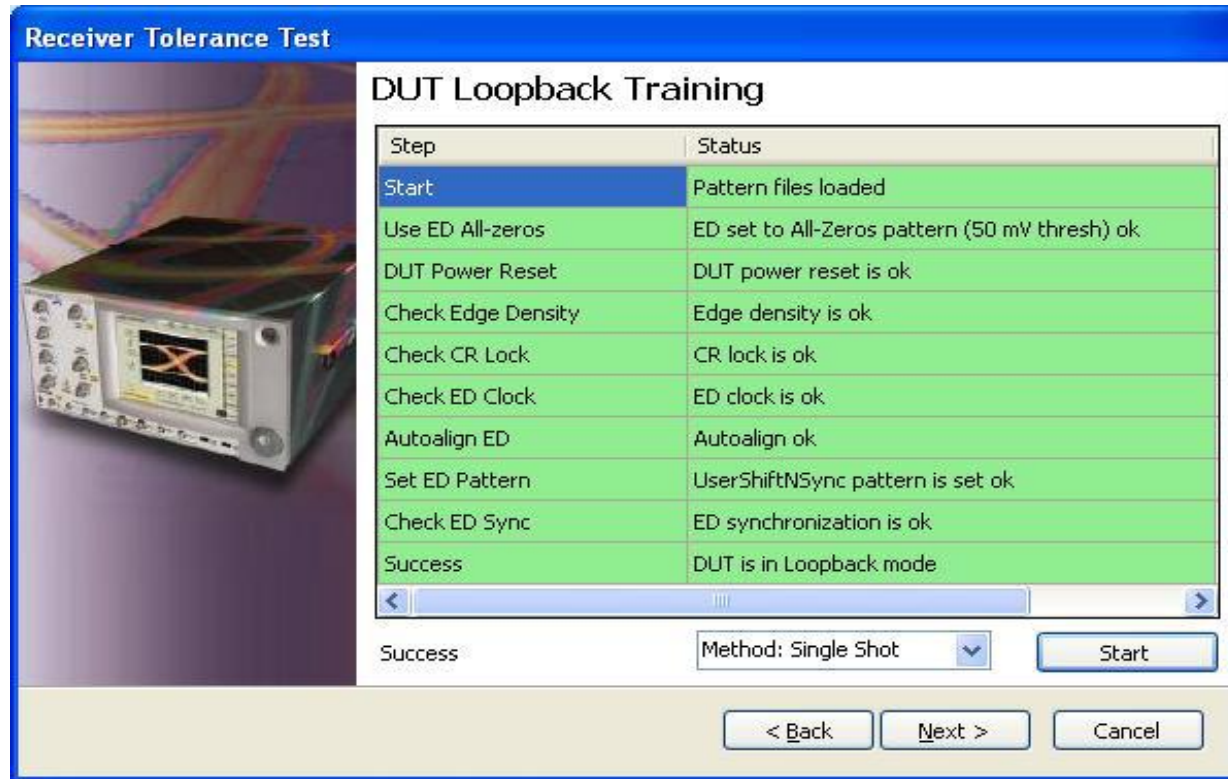 Receiver Tolerance Test
DUT Loopback Training
Step Status
Start Pattern files loaded
Use ED All-zeros ED set to All-Zeros pattern (50 mV thresh) ok
DUT Power Reset DUT power reset is ok
Check Edge Density Edge density is ok
Check CR Lock CR lock is ok
Check ED Clock ED clock is ok
Autoalign ED Autoalign ok
Set ED Pattern UserShiftNSync pattern is set ok
Check ED Sync ED synchronization is ok
Success DUT is in Loopback mode
Success Method: Single Shot Start
< Back Next > Cancel